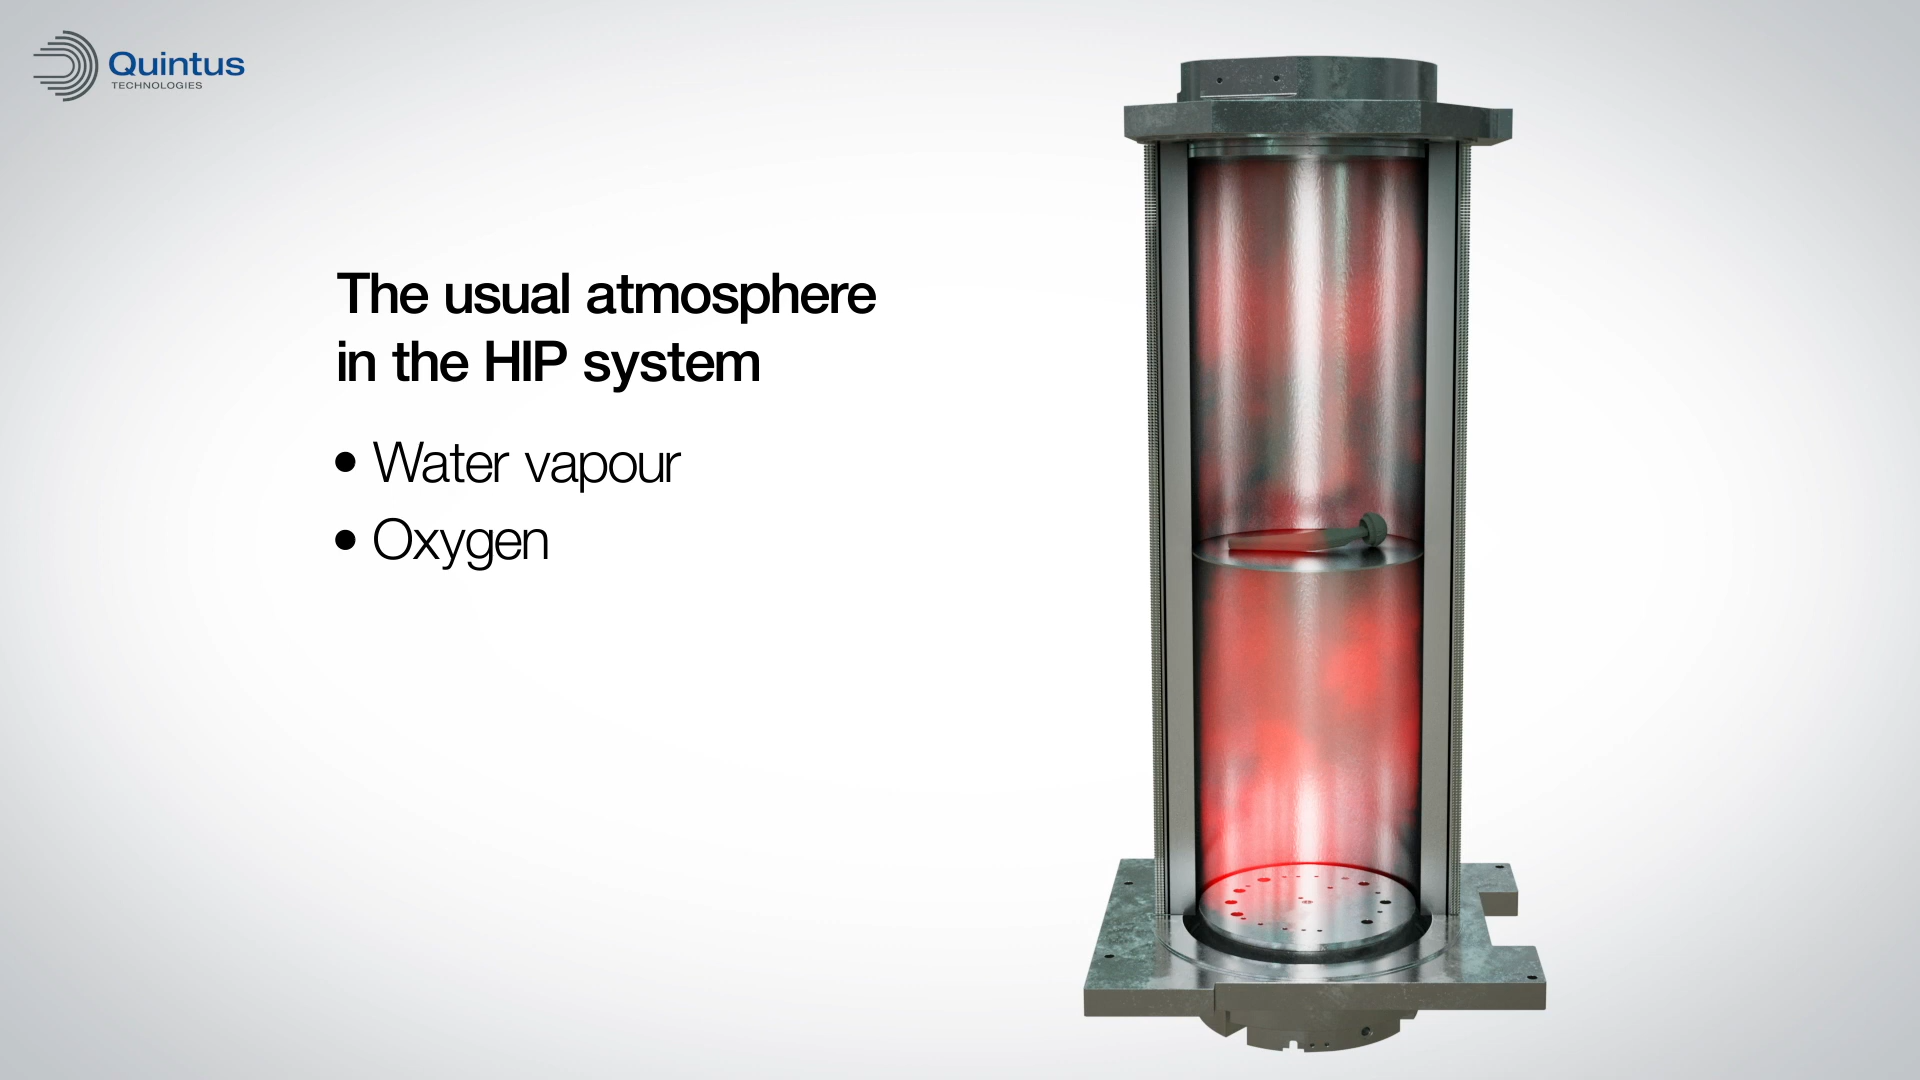 Quintus
TECHNOLOGIES
The usual atmosphere
in the HIP system
• Water vapour
• Oxygen